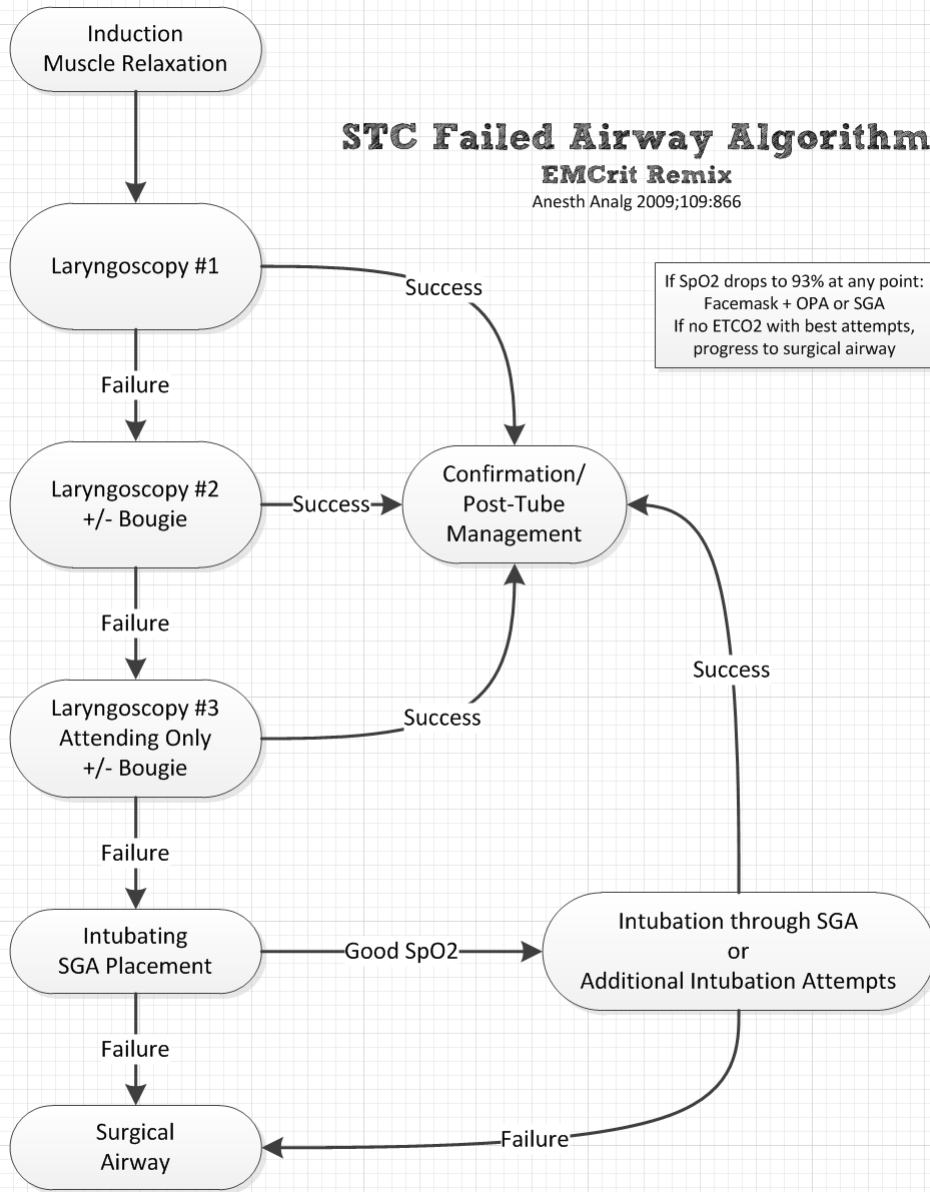 Induction
Muscle Relaxation
STC Failed Airway Algorithm
EMCrit Remix
Anesth Analg 2009;109:866
Laryngoscopy #1
Success
If SpO2 drops to 93% at any point:
Facemask + OPA or SGA
If no ETCO2 with best attempts,
progress to surgical airway
Failure
Laryngoscopy #2
+/- Bougie
Success
Confirmation/
Post-Tube
Management
Failure
Success
Laryngoscopy #3
Attending Only
+/- Bougie
Success
Failure
Intubating
SGA Placement
Good SpO2
Intubation through SGA
or
Additional Intubation Attempts
Failure
Surgical
Airway
Failure